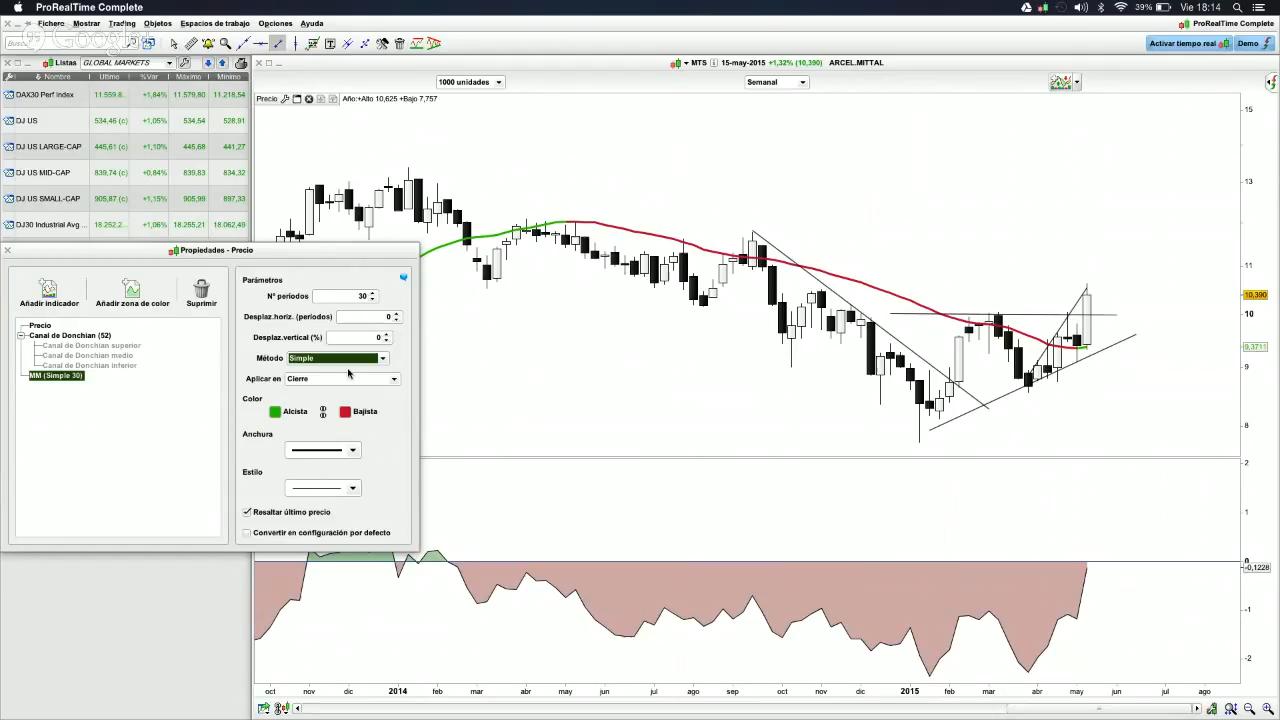 ProRealTime Complete
39% Vie 18:14
Fichero Mostrar Trading Objetos Espacios de trabajo Opciones Ayuda
ProRealTime Complete
Activar tiempo real Demo
Listas GLOBAL MARKETS
MTS 15-may-2015 +1,32% (10,390) ARCEL.MITTAL
Nombre Último %Var Máximo Mínimo
1000 unidades Semanal
DAX30 Perf Index 11.559,8... +1,84% 11.579,80 11.218,54
Precio Año:+Alto 10,625 +Bajo 7,757
DJ US 534,46 (c) +1,05% 534,54 528,91
DJ US LARGE-CAP 445,61 (c) +1,10% 445,68 441,27
DJ US MID-CAP 839,74 (c) +0,84% 839,83 834,32
DJ US SMALL-CAP 905,87 (c) +1,15% 905,99 897,33
DJ30 Industrial Avg ... 18.252,2... +1,06% 18.255,21 18.062,49
Propiedades - Precio
Añadir indicador Añadir zona de color Suprimir
Precio
Canal de Donchian (52)
Canal de Donchian superior
Canal de Donchian medio
Canal de Donchian inferior
MM (Simple 30)
Parámetros
Nº periodos 30
Desplaz.horiz. (periodos) 0
Desplaz.vertical (%) 0
Método Simple
Aplicar en Cierre
Color
Alcista Bajista
Anchura
Estilo
Resaltar último precio
Convertir en configuración por defecto
15
13
11
10,390
10
9,3711
9
8
2
1
0
-0,1228
-1
-2
oct nov dic 2014 feb mar abr may jun jul ago sep oct nov dic 2015 feb mar abr may jun jul ago